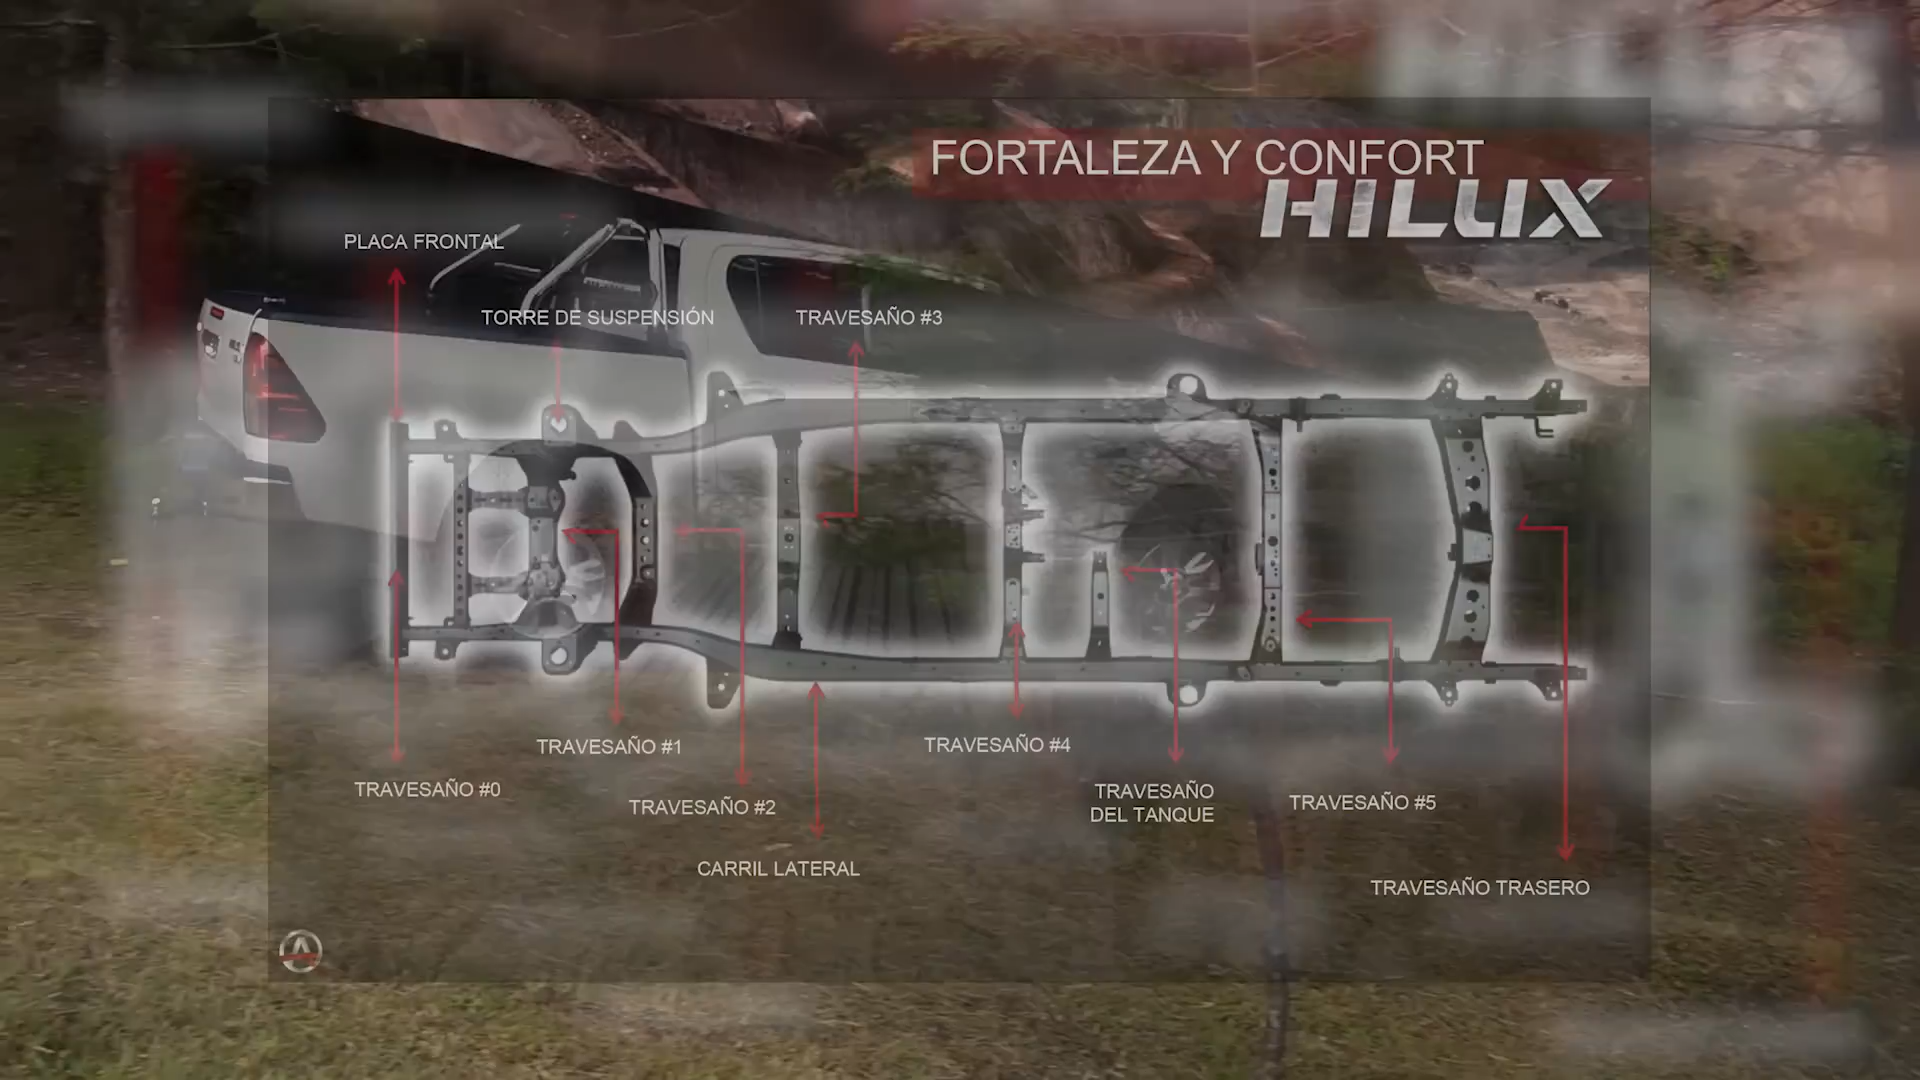 FORTALEZA Y CONFORT
HILUX
PLACA FRONTAL
TORRE DE SUSPENSIÓN
TRAVESAÑO #3
TRAVESAÑO #1
TRAVESAÑO #4
TRAVESAÑO #0
TRAVESAÑO #2
TRAVESAÑO
DEL TANQUE
TRAVESAÑO #5
CARRIL LATERAL
TRAVESAÑO TRASERO